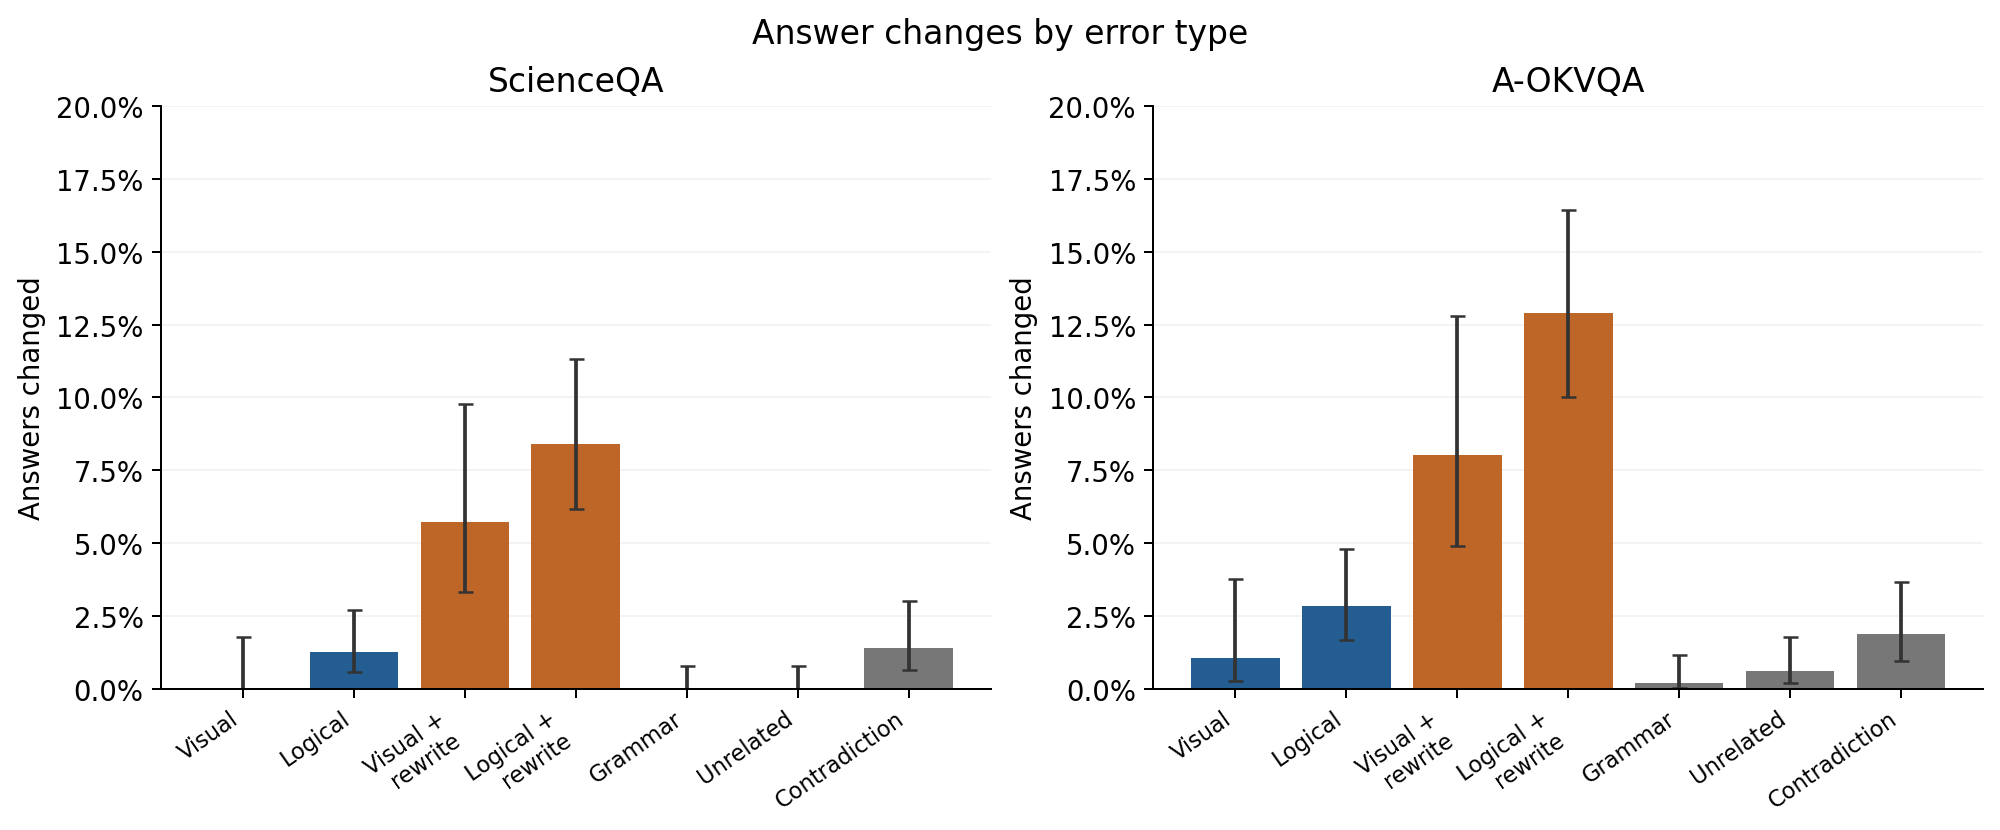 Answer changes by error type
ScienceQA
Answers changed
20.0%
17.5%
15.0%
12.5%
10.0%
7.5%
5.0%
2.5%
0.0%
Visual
Logical
Visual +
rewrite
Logical +
rewrite
Grammar
Unrelated
Contradiction
A-OKVQA
Answers changed
20.0%
17.5%
15.0%
12.5%
10.0%
7.5%
5.0%
2.5%
0.0%
Visual
Logical
Visual +
rewrite
Logical +
rewrite
Grammar
Unrelated
Contradiction